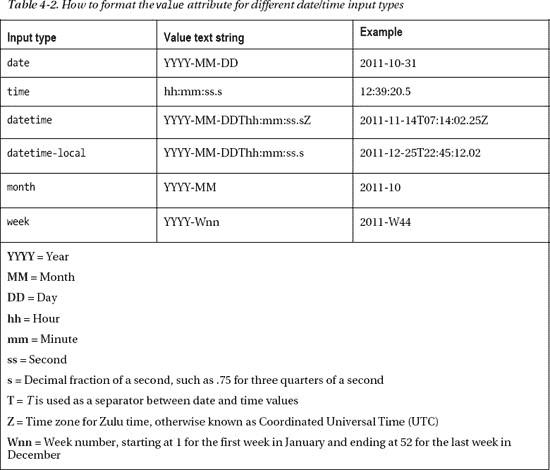 Table 4-2. How to format the value attribute for different date/time input types
Input type Value text string Example
date YYYY-MM-DD 2011-10-31
time hh:mm:ss.s 12:39:20.5
datetime YYYY-MM-DDThh:mm:ss.sZ 2011-11-14T07:14:02.25Z
datetime-local YYYY-MM-DDThh:mm:ss.s 2011-12-25T22:45:12.02
month YYYY-MM 2011-10
week YYYY-Wnn 2011-W44
YYYY = Year
MM = Month
DD = Day
hh = Hour
mm = Minute
ss = Second
s = Decimal fraction of a second, such as .75 for three quarters of a second
T = T is used as a separator between date and time values
Z = Time zone for Zulu time, otherwise known as Coordinated Universal Time (UTC)
Wnn = Week number, starting at 1 for the first week in January and ending at 52 for the last week in
December